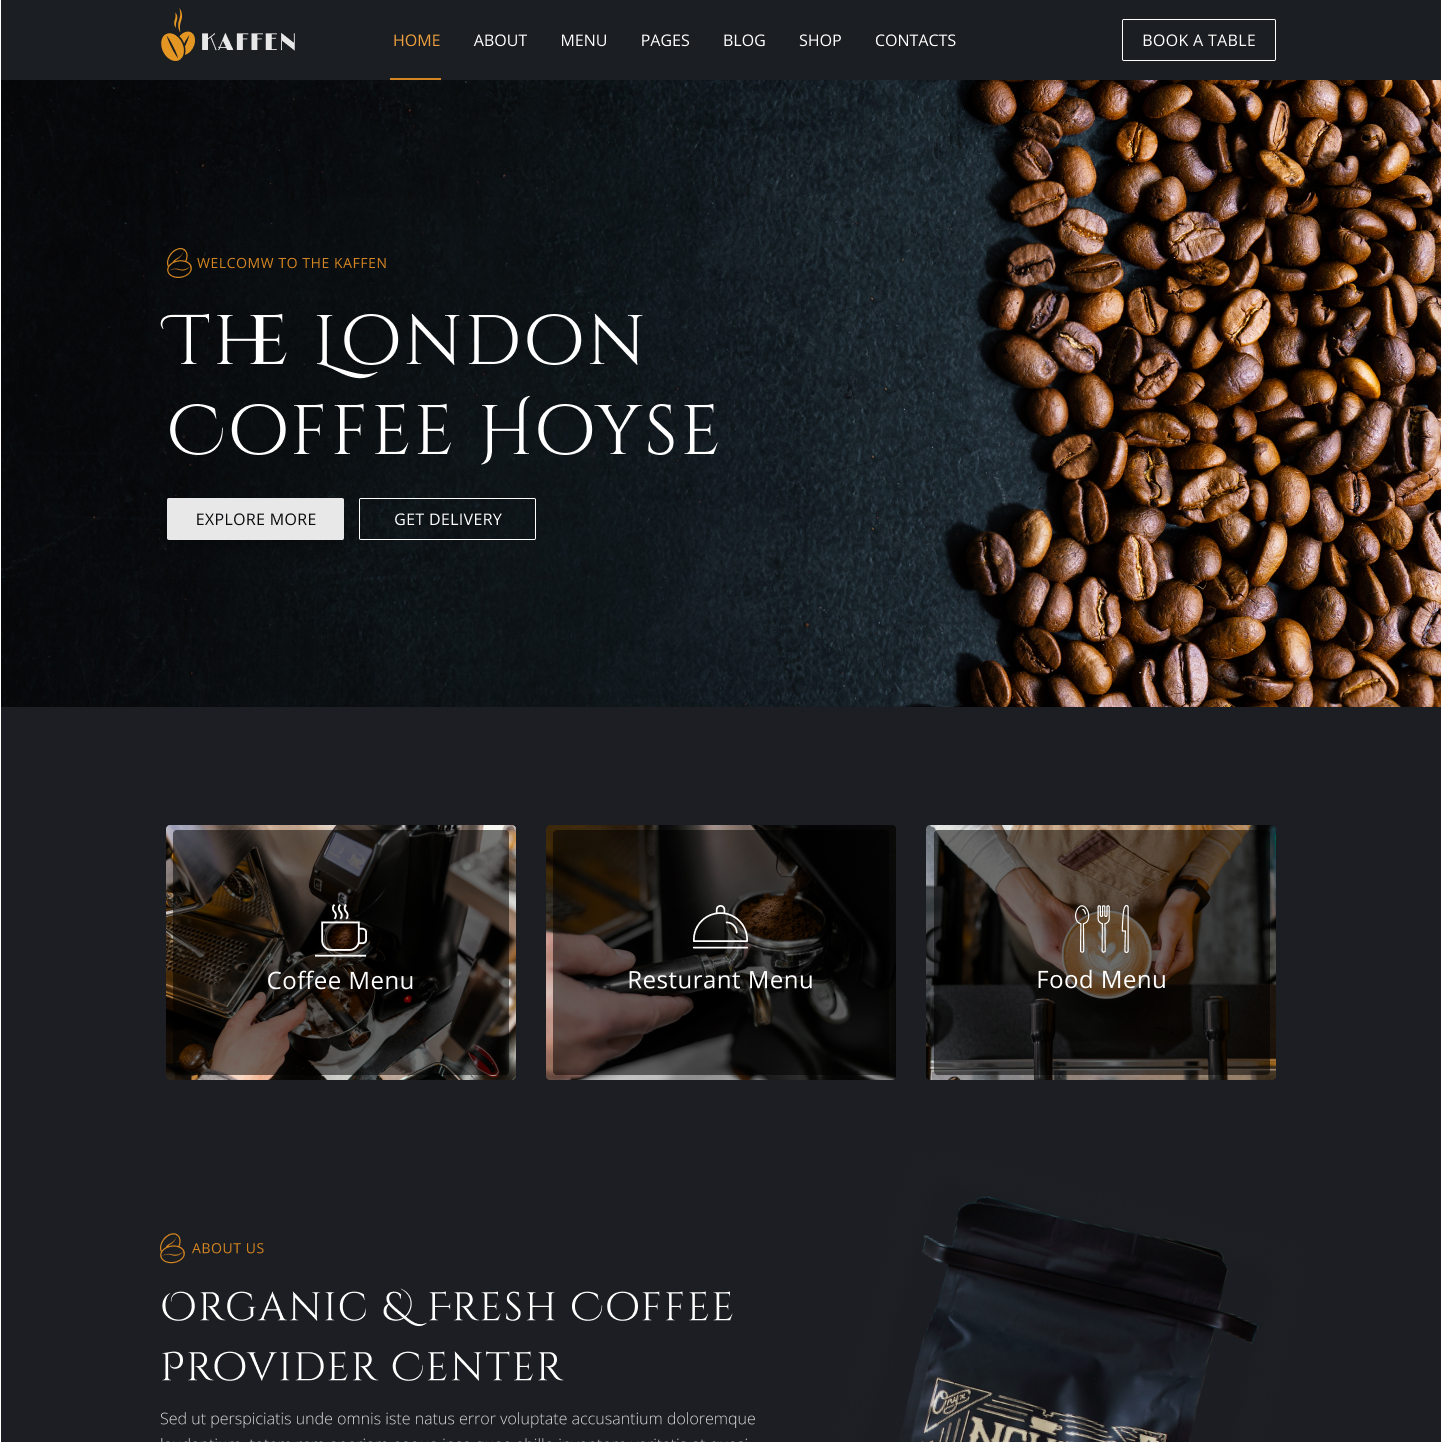 KAFFEN
HOME ABOUT MENU PAGES BLOG SHOP CONTACTS
BOOK A TABLE
WELCOMW TO THE KAFFEN
THE LONDON
COFFEE HOYSE
EXPLORE MORE GET DELIVERY
Coffee Menu
Resturant Menu
Food Menu
ABOUT US
ORGANIC & FRESH COFFEE
PROVIDER CENTER
Sed ut perspiciatis unde omnis iste natus error voluptate accusantium doloremque
Onyx